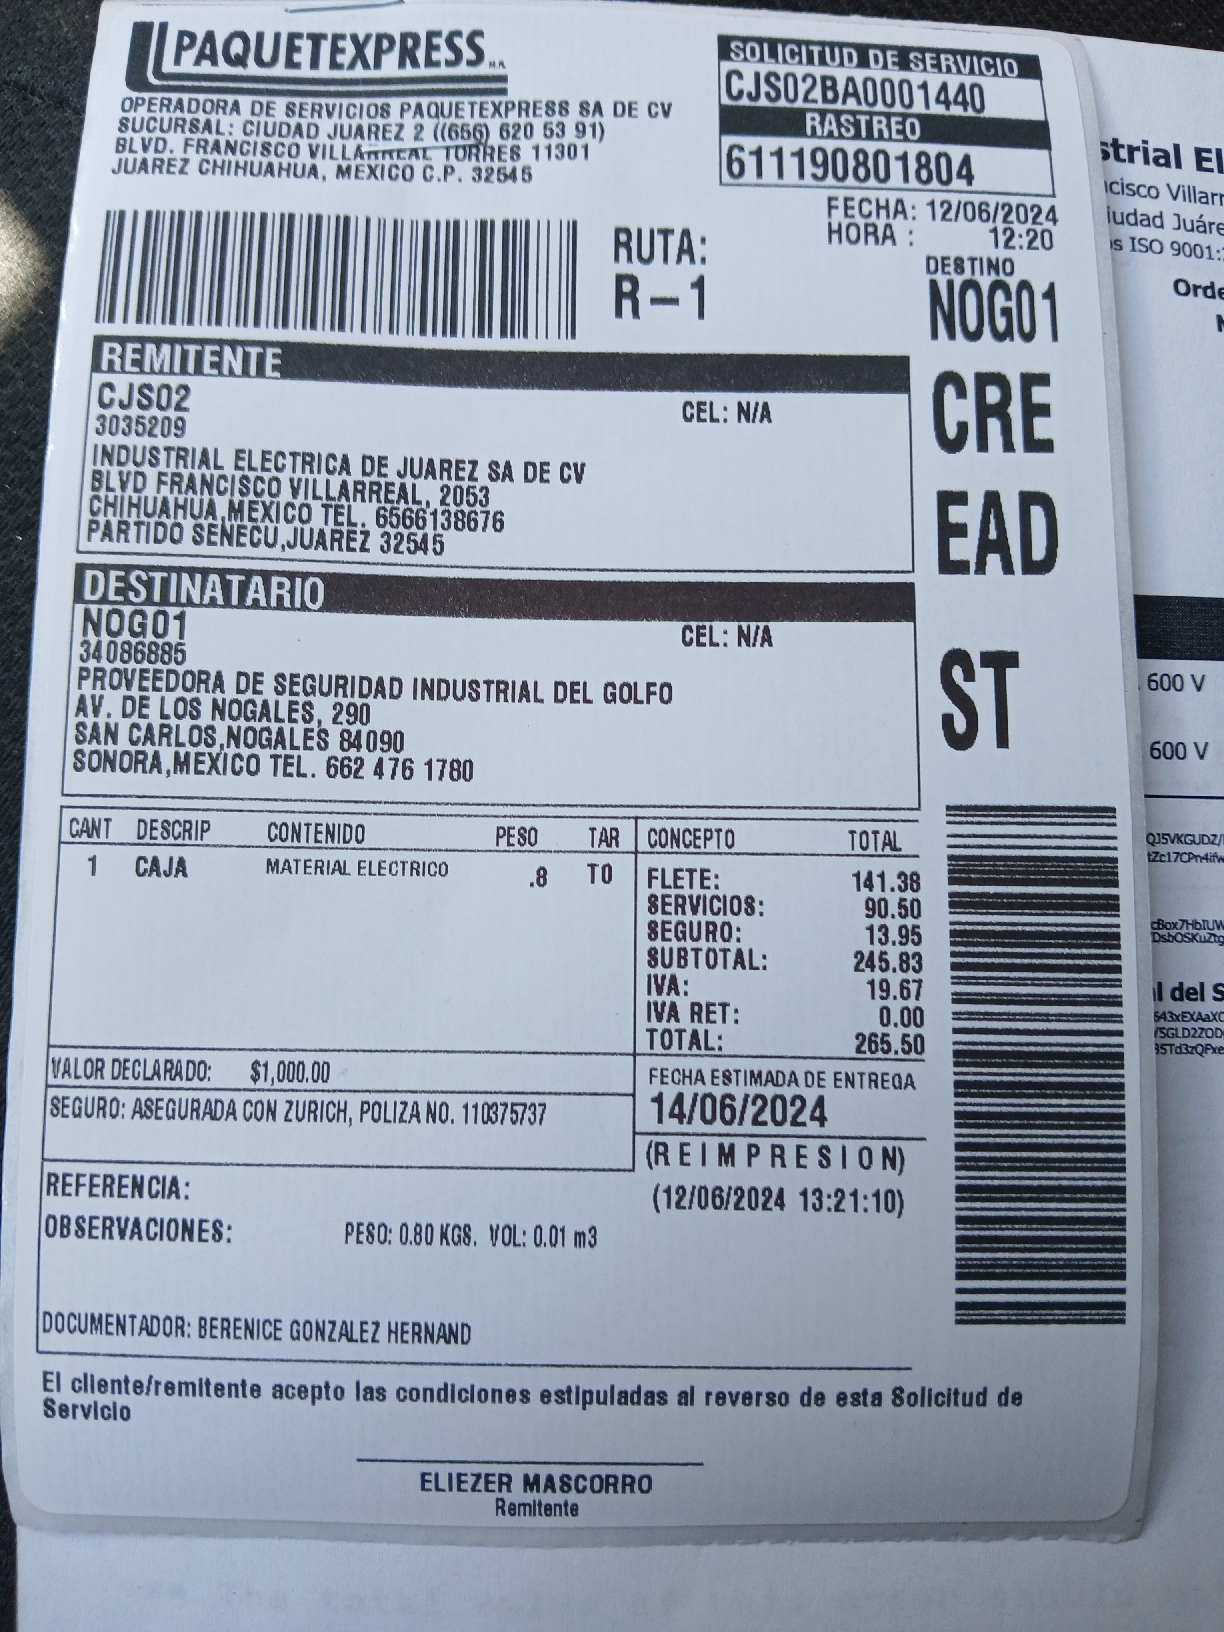 PAQUETEXPRESS M.R.
OPERADORA DE SERVICIOS PAQUETEXPRESS SA DE CV
SUCURSAL: CIUDAD JUAREZ 2 ((656) 620 53 91)
BLVD. FRANCISCO VILLARREAL TORRES 11301
JUAREZ CHIHUAHUA, MEXICO C.P. 32545
SOLICITUD DE SERVICIO
CJS02BA0001440
RASTREO
611190801804
FECHA: 12/06/2024
HORA : 12:20
RUTA:
R-1
DESTINO
NOG01
CRE
EAD
ST
REMITENTE
CJS02
CEL: N/A
3035209
INDUSTRIAL ELECTRICA DE JUAREZ SA DE CV
BLVD FRANCISCO VILLARREAL, 2053
CHIHUAHUA,MEXICO TEL. 6566138676
PARTIDO SENECU,JUAREZ 32545
DESTINATARIO
NOG01
CEL: N/A
34086885
PROVEEDORA DE SEGURIDAD INDUSTRIAL DEL GOLFO
AV. DE LOS NOGALES, 290
SAN CARLOS,NOGALES 84090
SONORA,MEXICO TEL. 662 476 1780
CANT DESCRIP CONTENIDO PESO TAR
1 CAJA MATERIAL ELECTRICO .8 T0
CONCEPTO TOTAL
FLETE: 141.38
SERVICIOS: 90.50
SEGURO: 13.95
SUBTOTAL: 245.83
IVA: 19.67
IVA RET: 0.00
TOTAL: 265.50
VALOR DECLARADO: $1,000.00
SEGURO: ASEGURADA CON ZURICH, POLIZA NO. 110375737
FECHA ESTIMADA DE ENTREGA
14/06/2024
(REIMPRESION)
(12/06/2024 13:21:10)
REFERENCIA:
OBSERVACIONES: PESO: 0.80 KGS. VOL: 0.01 m3
DOCUMENTADOR: BERENICE GONZALEZ HERNAND
El cliente/remitente acepto las condiciones estipuladas al reverso de esta Solicitud de
Servicio
ELIEZER MASCORRO
Remitente
600 V
600 V